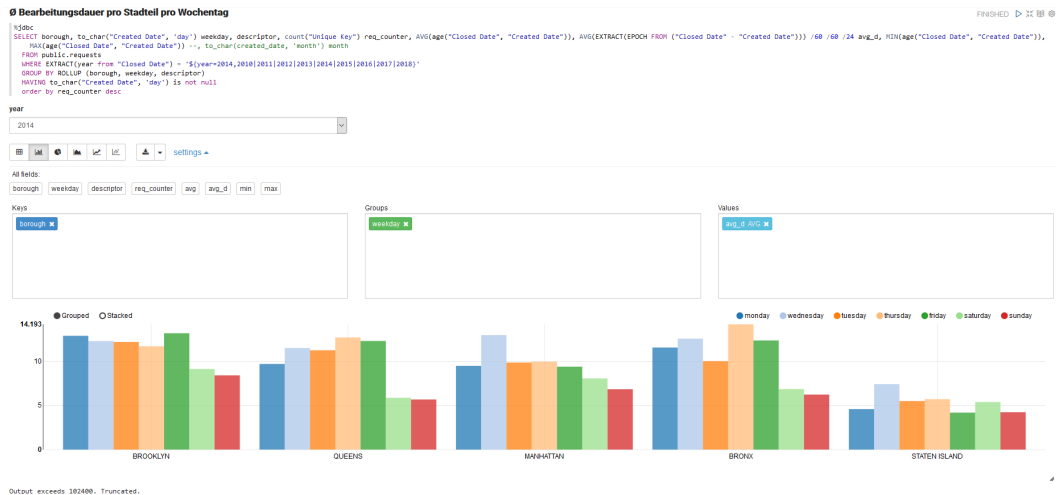 Ø Bearbeitungsdauer pro Stadteil pro Wochentag
FINISHED
%jdbc
SELECT borough, to_char("Created Date", 'day') weekday, descriptor, count("Unique Key") req_counter, AVG(age("Closed Date", "Created Date")), AVG(EXTRACT(EPOCH FROM ("Closed Date" - "Created Date"))) /60 /60 /24 avg_d, MIN(age("Closed Date", "Created Date")),
MAX(age("Closed Date", "Created Date")) --, to_char(created_date, 'month') month
FROM public.requests
WHERE EXTRACT(year from "Closed Date") = '${year=2014,2010|2011|2012|2013|2014|2015|2016|2017|2018}'
GROUP BY ROLLUP (borough, weekday, descriptor)
HAVING to_char("Created Date", 'day') is not null
order by req_counter desc
year
2014
settings
All fields:
borough weekday descriptor req_counter avg avg_d min max
Keys Groups Values
borough weekday avg_d AVG
Grouped Stacked monday wednesday tuesday thursday friday saturday sunday
14.193
10
5
0
BROOKLYN QUEENS MANHATTAN BRONX STATEN ISLAND
Output exceeds 102400. Truncated.